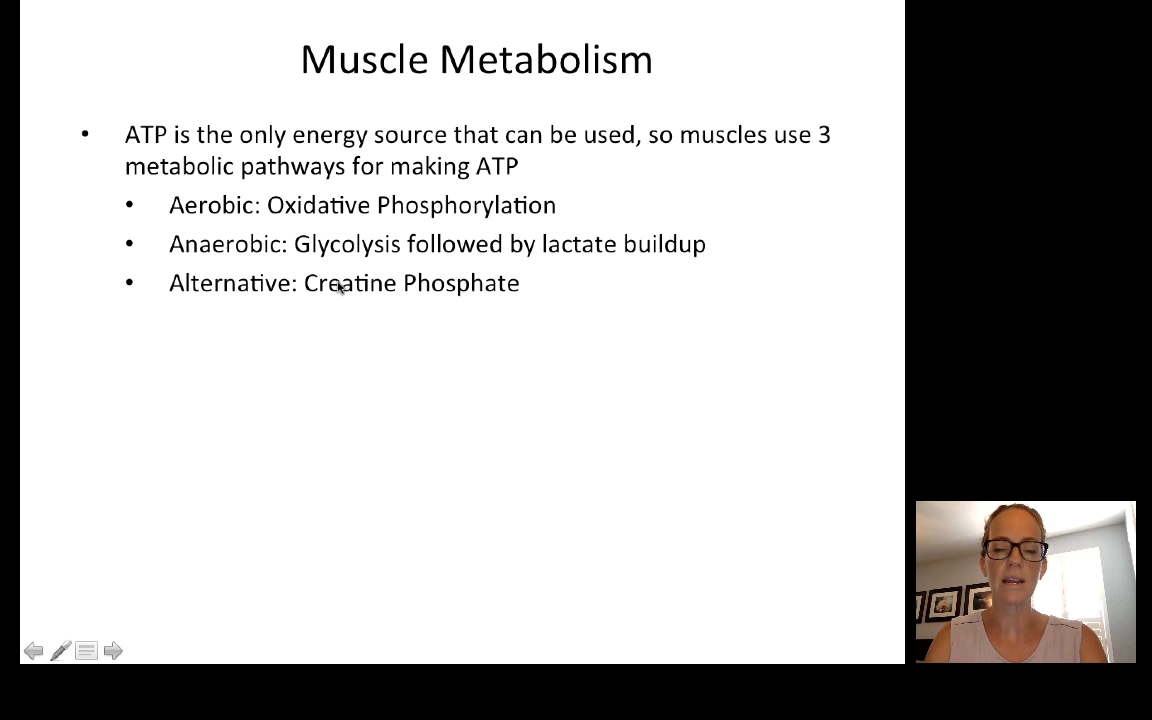 Muscle Metabolism
• ATP is the only energy source that can be used, so muscles use 3
metabolic pathways for making ATP
• Aerobic: Oxidative Phosphorylation
• Anaerobic: Glycolysis followed by lactate buildup
• Alternative: Creatine Phosphate